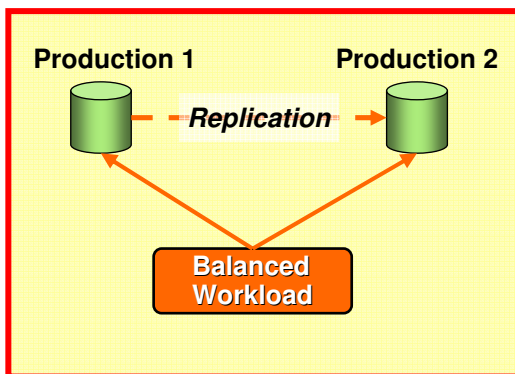 Production 1
Production 2
Replication
Balanced
Workload